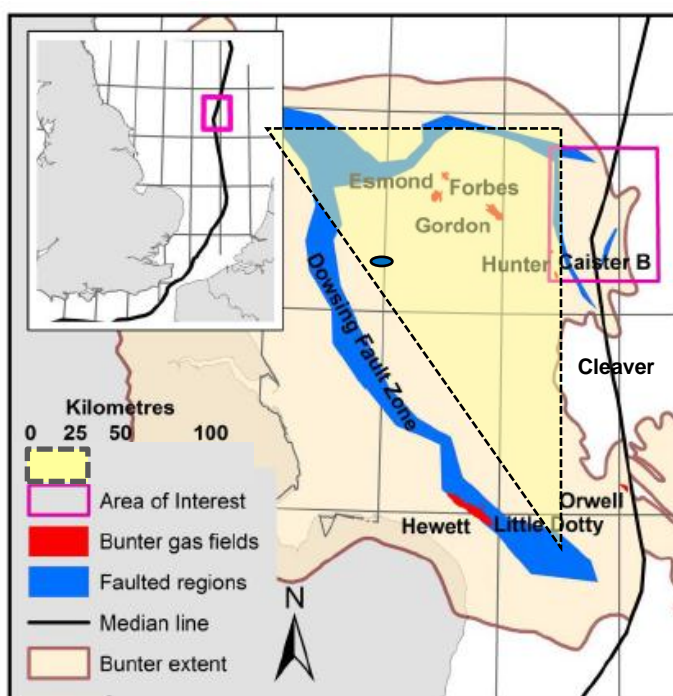 Esmond
Forbes
Gordon
Hunter
Caister B
Dowsing Fault Zone
Cleaver
Kilometres
0 25 50 100
Orwell
Area of Interest
Hewett
Little Dotty
Bunter gas fields
Faulted regions
N
Median line
Bunter extent